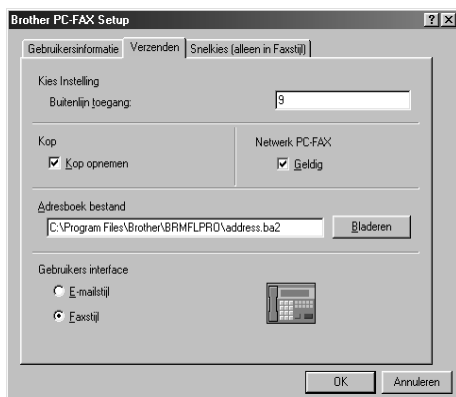 Brother PC-FAX Setup
Gebruikersinformatie Verzenden Snelkies (alleen in Faxstijl)
Kies Instelling
Buitenlijn toegang: 9
Kop Netwerk PC-FAX
Kop opnemen Geldig
Adresboek bestand
C:\Program Files\Brother\BRMFLPRO\address.ba2 Bladeren
Gebruikers interface
E-mailstijl
Faxstijl
OK Annuleren